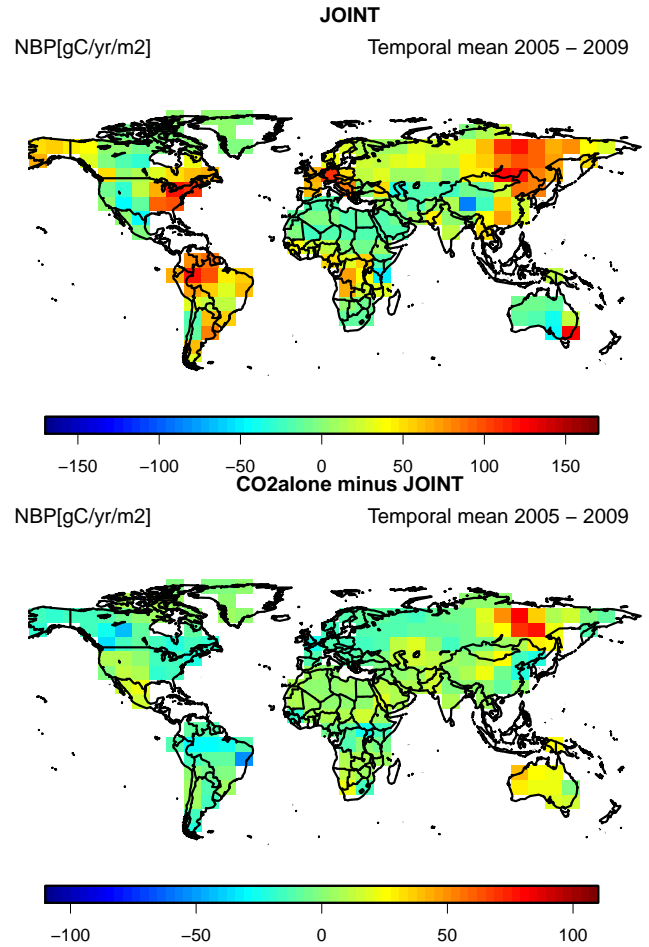 JOINT
NBP[gC/yr/m2] Temporal mean 2005 − 2009
−150 −100 −50 0 50 100 150
CO2alone minus JOINT
NBP[gC/yr/m2] Temporal mean 2005 − 2009
−100 −50 0 50 100